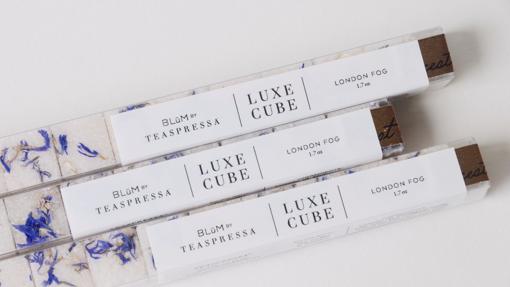 BLūM BY
TEASPRESSA
LUXE
CUBE
LONDON FOG
1.7 oz
BLūM BY
TEASPRESSA
LUXE
CUBE
LONDON FOG
1.7 oz
BLūM BY
TEASPRESSA
LUXE
CUBE
LONDON FOG
1.7 oz